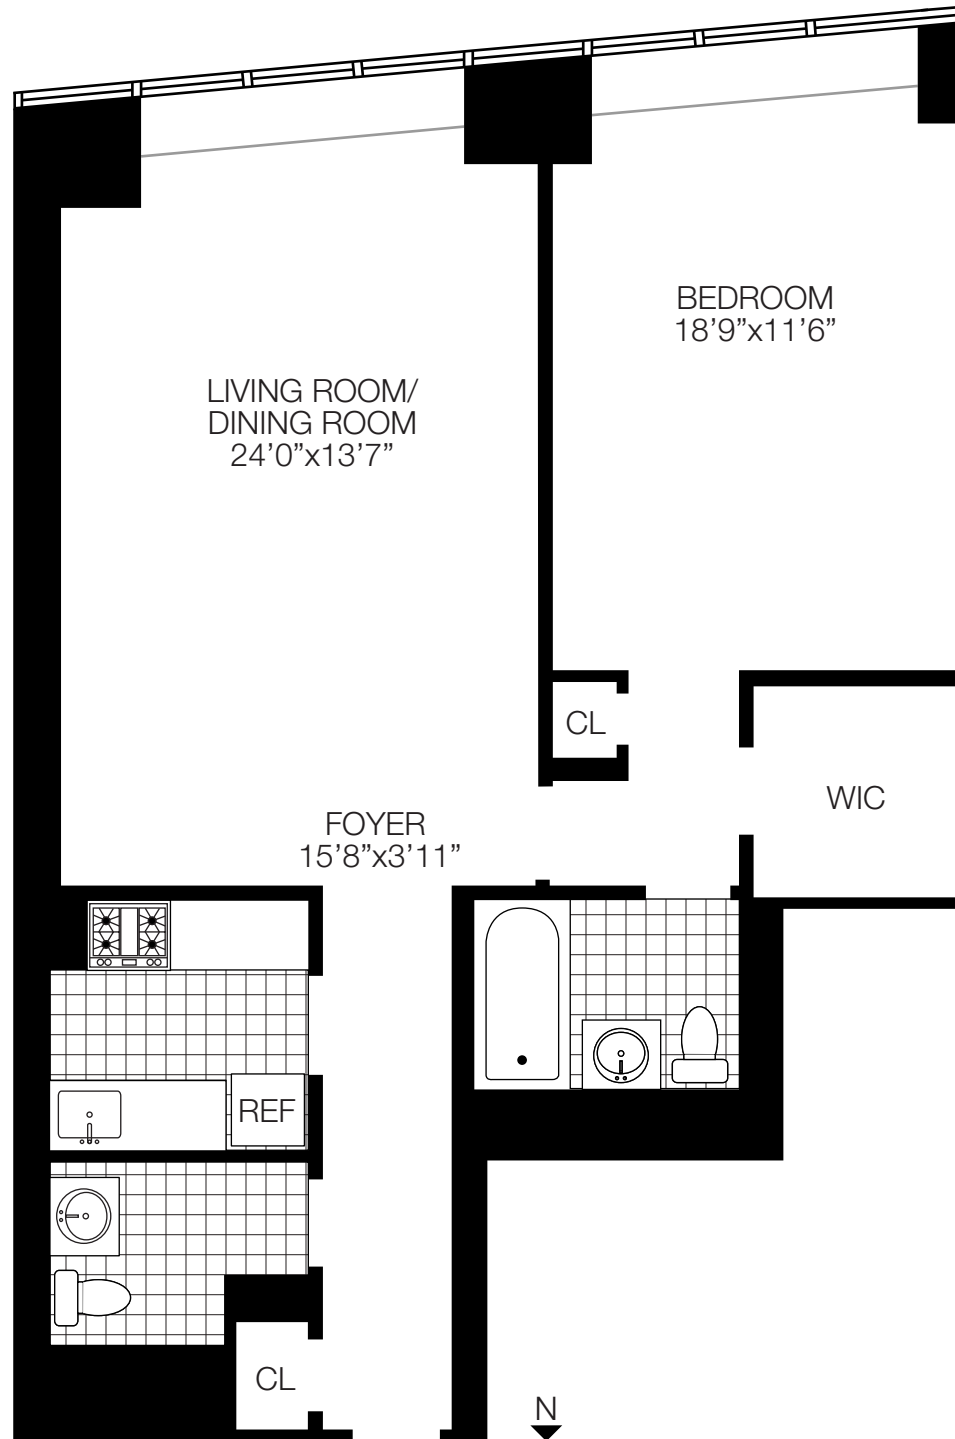 BEDROOM
18’9”x11’6”
LIVING ROOM/
DINING ROOM
24’0”x13’7”
CL
WIC
FOYER
15’8”x3’11”
REF
CL
N